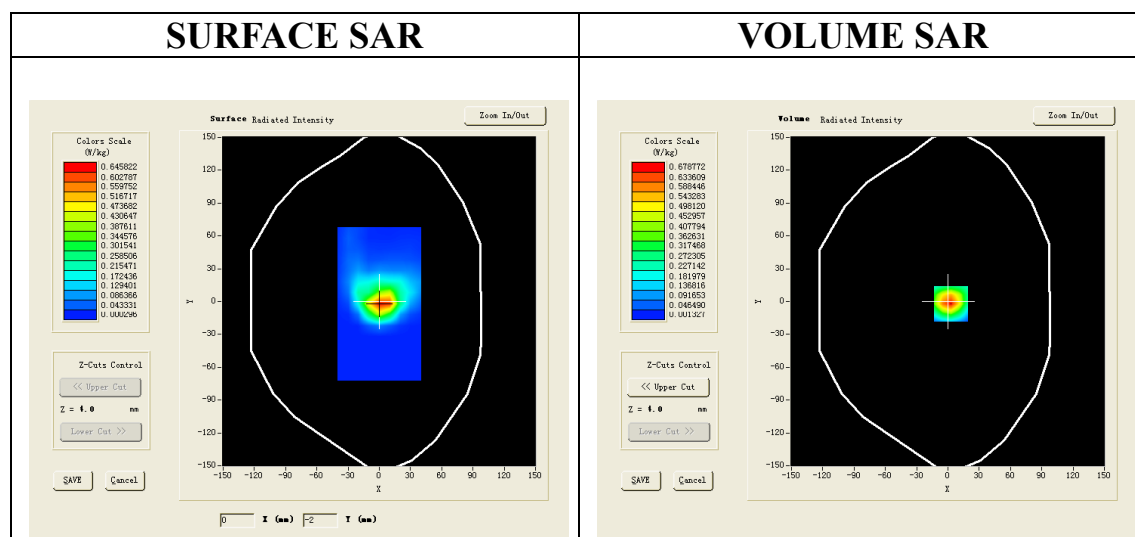 SURFACE SAR
VOLUME SAR
Surface Radiated Intensity
Zoom In/Out
Colors Scale
(W/kg)
0.645822
0.602787
0.559752
0.516717
0.473682
0.430647
0.387611
0.344576
0.301541
0.258506
0.215471
0.172436
0.129401
0.086366
0.043331
0.000296
150
120
90
60
30
0
-30
-60
-90
-120
-150
Y
-150 -120 -90 -60 -30 0 30 60 90 120 150
X
Z-Cuts Control
<< Upper Cut
Z = 4.0 mm
Lower Cut >>
SAVE
Cancel
0 X (mm) -2 Y (mm)
Volume Radiated Intensity
Zoom In/Out
Colors Scale
(W/kg)
0.678772
0.633609
0.588446
0.543283
0.498120
0.452957
0.407794
0.362631
0.317468
0.272305
0.227142
0.181979
0.136816
0.091653
0.046490
0.001327
150
120
90
60
30
0
-30
-60
-90
-120
-150
Y
-150 -120 -90 -60 -30 0 30 60 90 120 150
X
Z-Cuts Control
<< Upper Cut
Z = 4.0 mm
Lower Cut >>
SAVE
Cancel